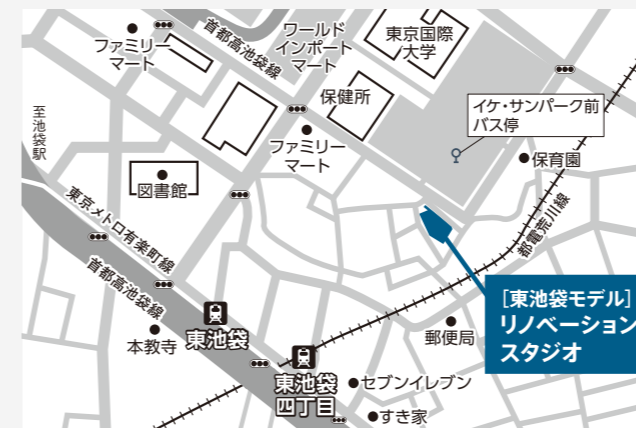 ファミリー
マート
首都高池袋線
ワールド
インポート
マート
東京国際
大学
保健所
イケ・サンパーク前
バス停
ファミリー
マート
保育園
至池袋駅
図書館
東京メトロ有楽町線
都電荒川線
首都高池袋線
[東池袋モデル]
リノベーション
スタジオ
本教寺
東池袋
郵便局
東池袋
四丁目
セブンイレブン
すき家